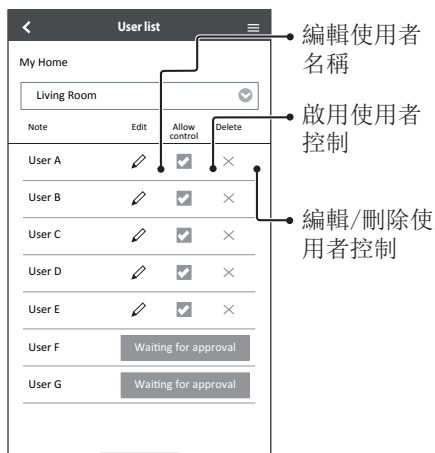 User list
My Home
Living Room
Note Edit Allow control Delete
User A
User B
User C
User D
User E
User F Waiting for approval
User G Waiting for approval
編輯使用者
名稱
啟用使用者
控制
編輯/刪除使
用者控制